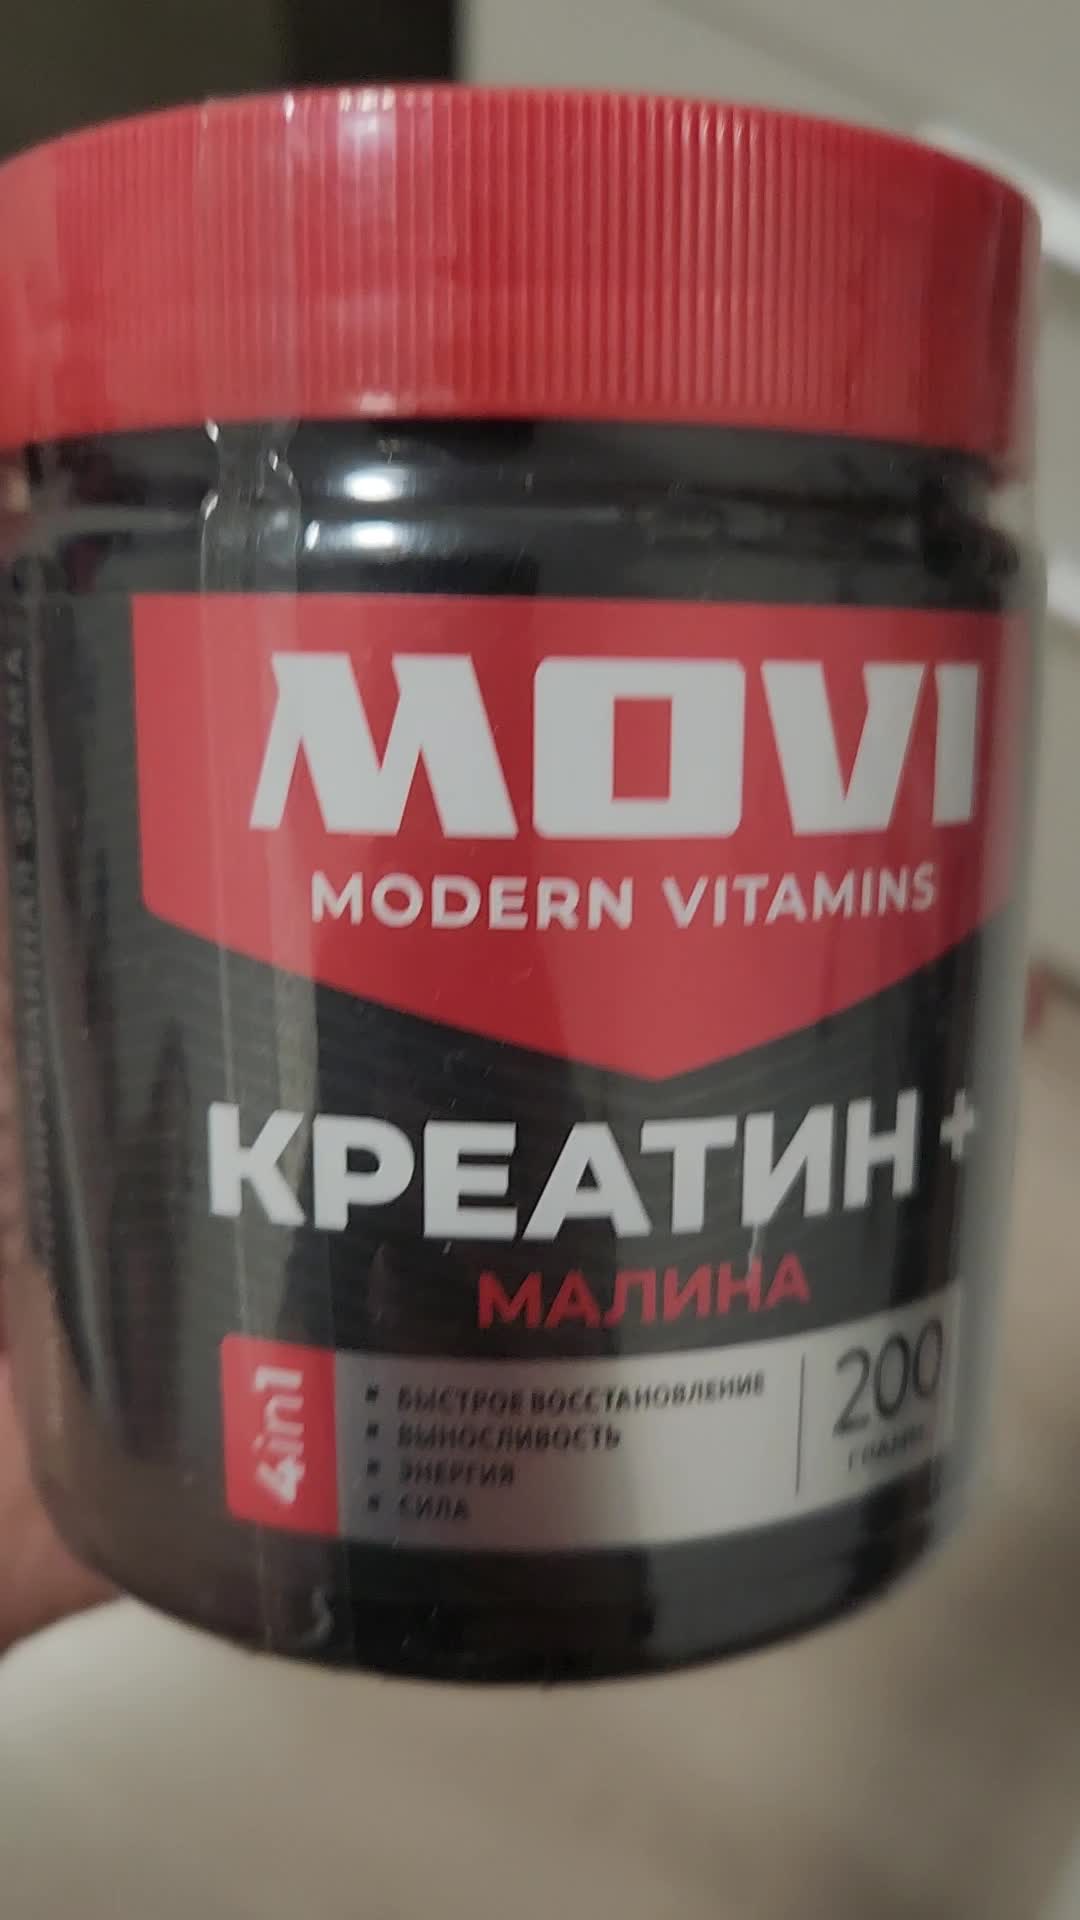 MOVI
MODERN VITAMINS
КРЕАТИН +
МАЛИНА
4in1
БЫСТРОЕ ВОССТАНОВЛЕНИЕ
ВЫНОСЛИВОСТЬ
ЭНЕРГИЯ
СИЛА
200